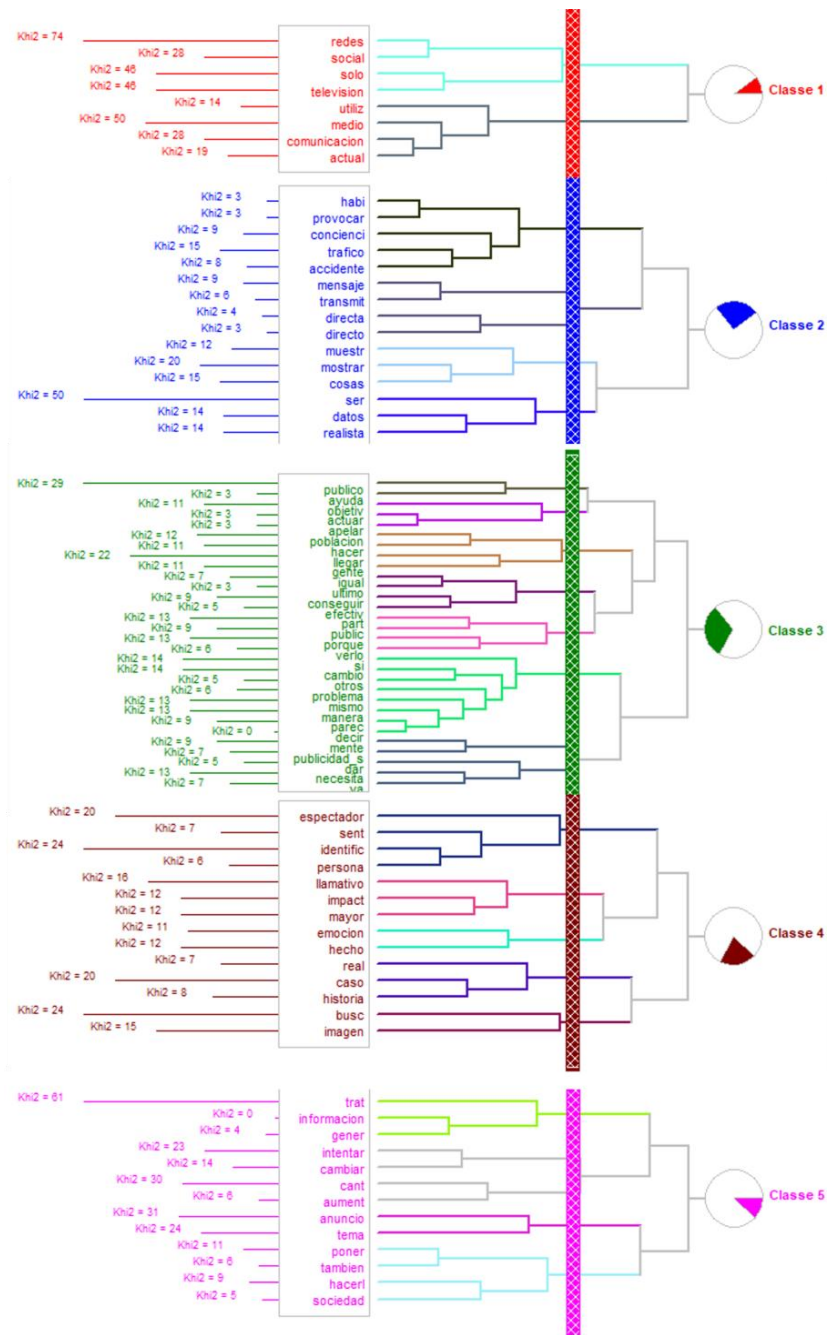 Khi2 = 74 redes
Khi2 = 28 social
Khi2 = 46 solo
Khi2 = 46 television
Khi2 = 14 utiliz
Khi2 = 50 medio
Khi2 = 28 comunicacion
Khi2 = 19 actual
Classe 1
Khi2 = 3 habi
Khi2 = 3 provocar
Khi2 = 9 concienci
Khi2 = 15 trafico
Khi2 = 8 accidente
Khi2 = 9 mensaje
Khi2 = 6 transmit
Khi2 = 4 directa
Khi2 = 3 directo
Khi2 = 12 muestr
Khi2 = 20 mostrar
Khi2 = 15 cosas
Khi2 = 50 ser
Khi2 = 14 datos
Khi2 = 14 realista
Classe 2
Khi2 = 29 publico
Khi2 = 3 ayuda
Khi2 = 11 objetiv
Khi2 = 3 actuar
Khi2 = 3 apelar
Khi2 = 12 poblacion
Khi2 = 11 hacer
Khi2 = 22 llegar
Khi2 = 11 gente
Khi2 = 7 igual
Khi2 = 3 ultimo
Khi2 = 9 conseguir
Khi2 = 5 efectiv
Khi2 = 13 part
Khi2 = 9 public
Khi2 = 13 porque
Khi2 = 6 verlo
Khi2 = 14 si
Khi2 = 14 cambio
Khi2 = 5 otros
Khi2 = 6 problema
Khi2 = 13 mismo
Khi2 = 13 manera
Khi2 = 9 parec
Khi2 = 0 decir
Khi2 = 9 mente
Khi2 = 7 publicidad_s
Khi2 = 5 dar
Khi2 = 13 necesita
Khi2 = 7 va
Classe 3
Khi2 = 20 espectador
Khi2 = 7 sent
Khi2 = 24 identific
Khi2 = 6 persona
Khi2 = 16 llamativo
Khi2 = 12 impact
Khi2 = 12 mayor
Khi2 = 11 emocion
Khi2 = 12 hecho
Khi2 = 7 real
Khi2 = 20 caso
Khi2 = 8 historia
Khi2 = 24 busc
Khi2 = 15 imagen
Classe 4
Khi2 = 61 trat
Khi2 = 0 informacion
Khi2 = 4 gener
Khi2 = 23 intentar
Khi2 = 14 cambiar
Khi2 = 30 cant
Khi2 = 6 aument
Khi2 = 31 anuncio
Khi2 = 24 tema
Khi2 = 11 poner
Khi2 = 6 tambien
Khi2 = 9 hacerl
Khi2 = 5 sociedad
Classe 5